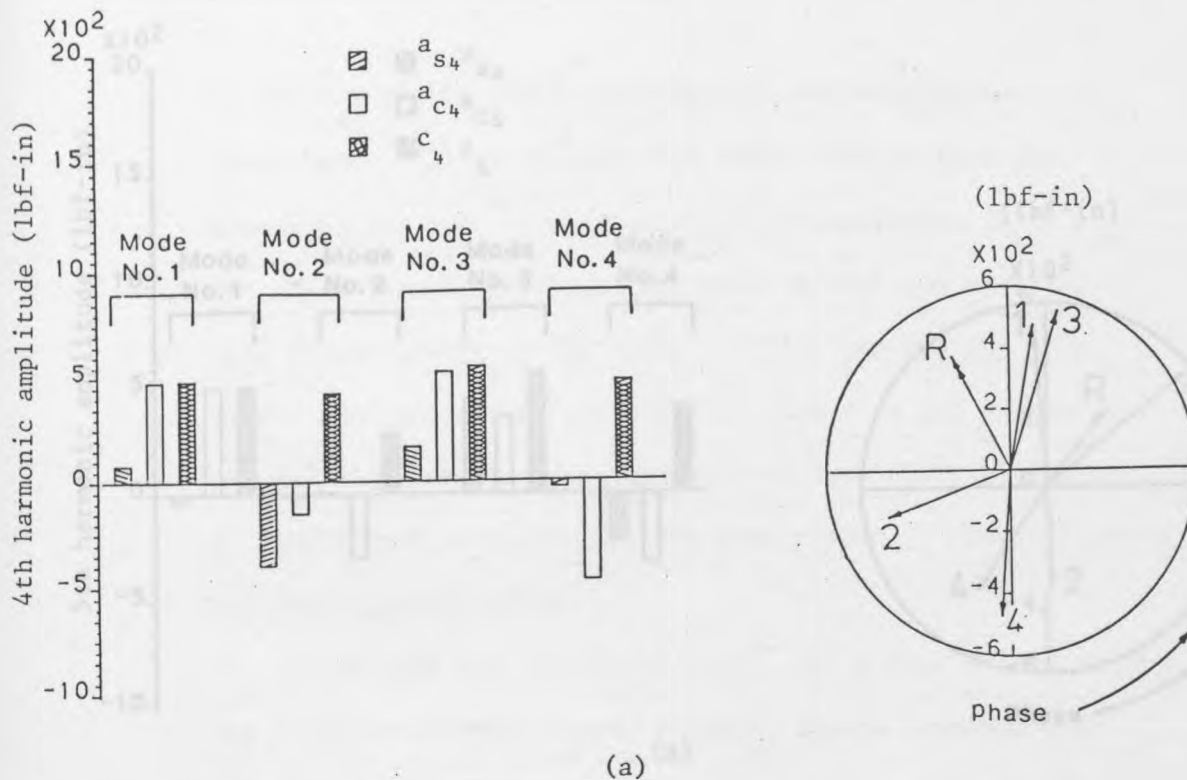 X10²
20
15
10
5
0
-5
-10
4th harmonic amplitude (lbf-in)
a s4
a c4
c 4
Mode No.1
Mode No.2
Mode No.3
Mode No.4
(lbf-in)
X10²
6
4
2
0
-2
-4
-6
R
1
3
2
4
phase
(a)